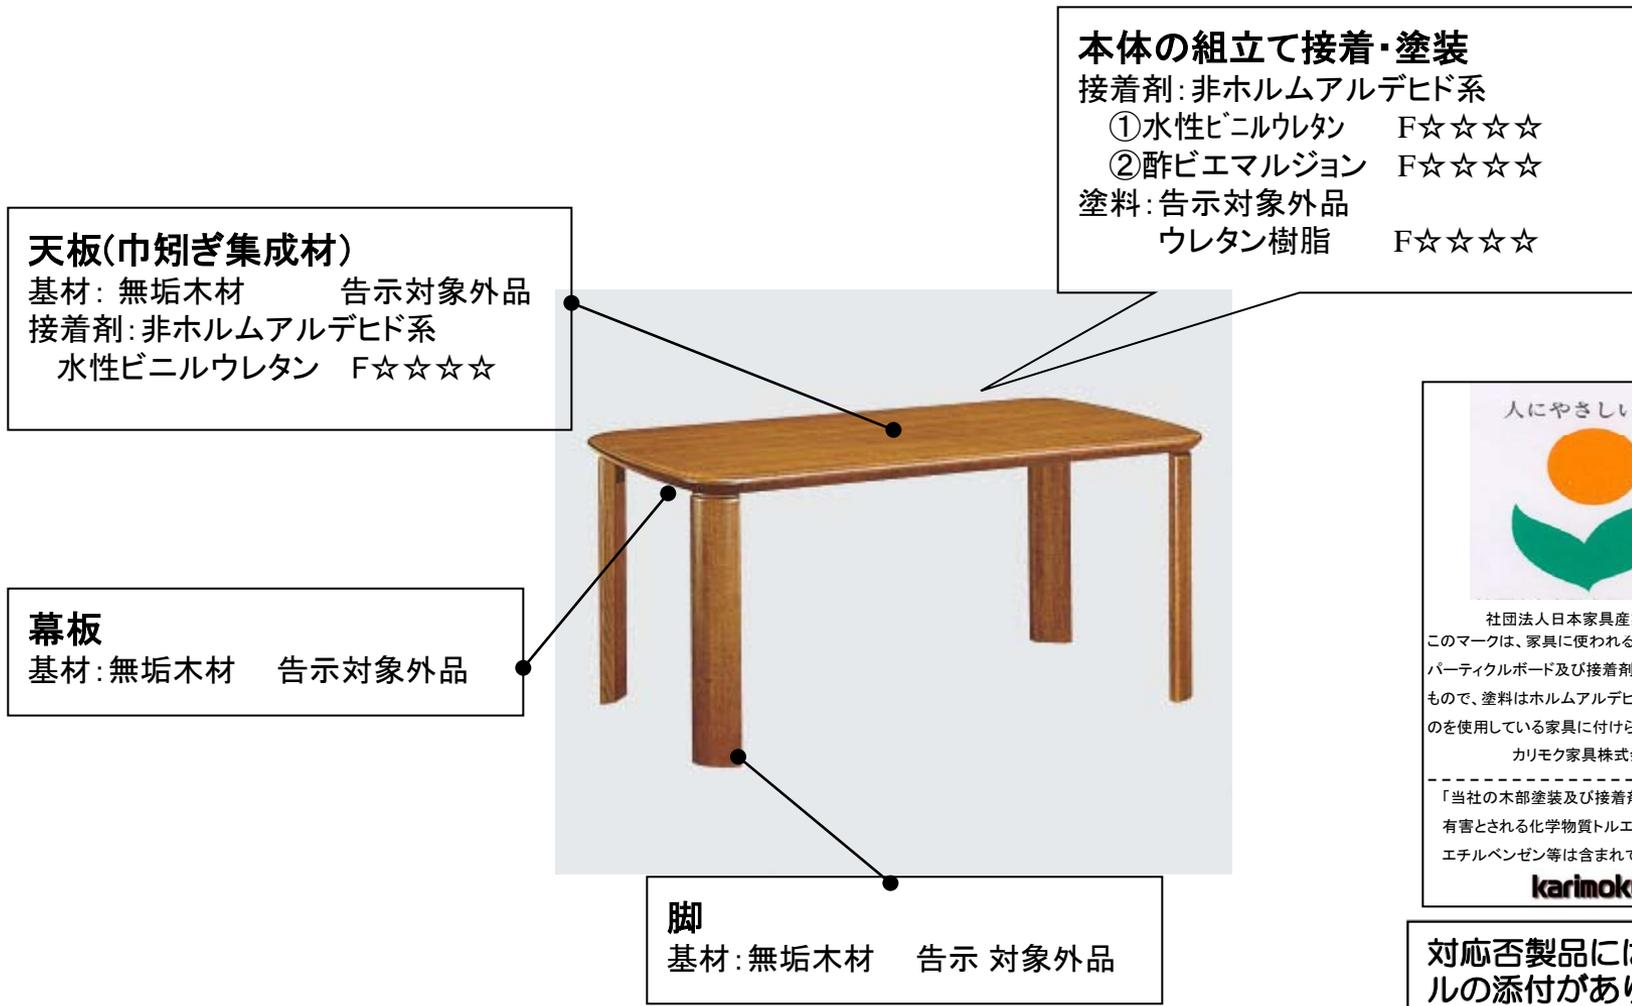 本体の組立て接着・塗装
接着剤:非ホルムアルデヒド系
①水性ビニルウレタン F☆☆☆☆
②酢ビエマルジョン F☆☆☆☆
塗料:告示対象外品
ウレタン樹脂 F☆☆☆☆
天板(巾矧ぎ集成材)
基材: 無垢木材 告示対象外品
接着剤:非ホルムアルデヒド系
水性ビニルウレタン F☆☆☆☆
幕板
基材:無垢木材 告示対象外品
脚
基材:無垢木材 告示 対象外品
人にやさしい
社団法人日本家具産
このマークは、家具に使われる
パーティクルボード及び接着剤
もので、塗料はホルムアルデヒ
のを使用している家具に付けら
カリモク家具株式会
「当社の木部塗装及び接着剤
有害とされる化学物質トルエ
エチルベンゼン等は含まれて
karimoku
対応否製品には
ルの添付があり